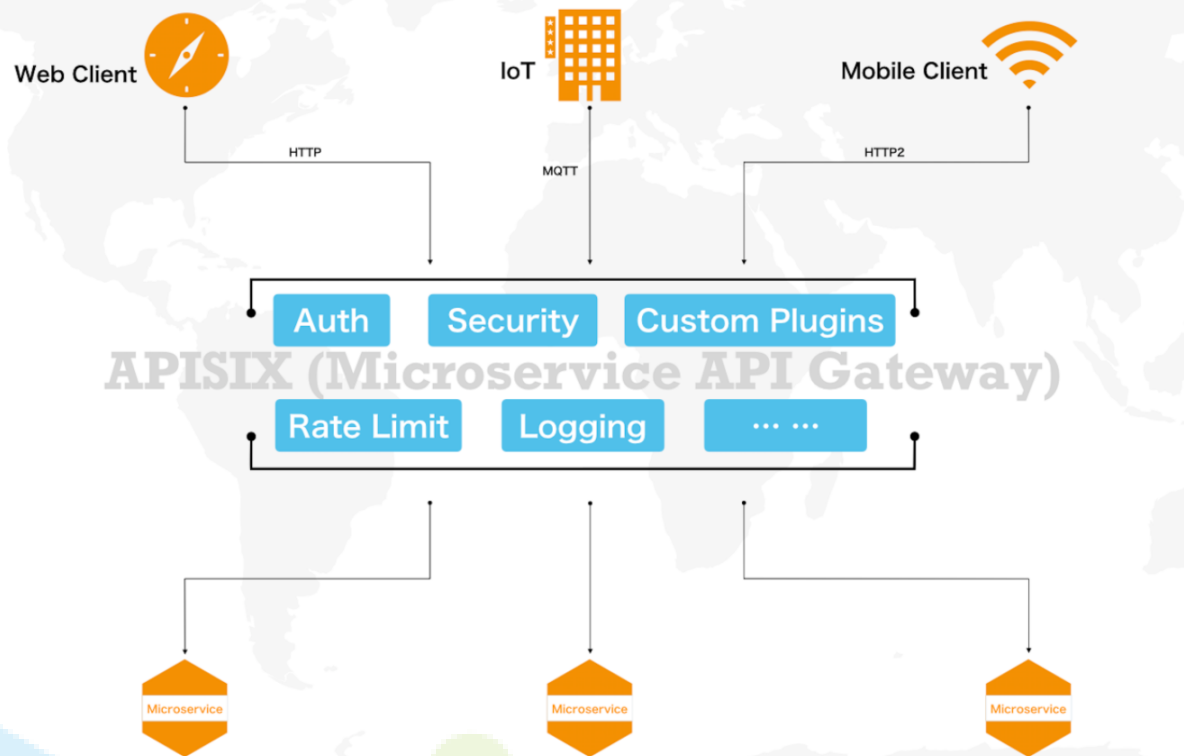 Web Client
IoT
Mobile Client
HTTP
MQTT
HTTP2
Auth
Security
Custom Plugins
APISIX (Microservice API Gateway)
Rate Limit
Logging
... ...
Microservice
Microservice
Microservice